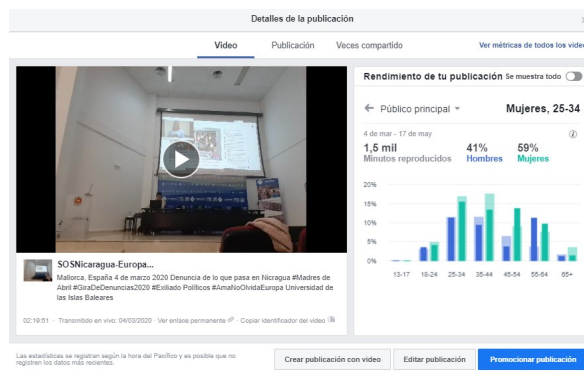 Detalles de la publicación
Video Publicación Veces compartido Ver métricas de todos los vide
Rendimiento de tu publicación Se muestra todo
← Público principal Mujeres, 25-34
4 de mar - 17 de may
1,5 mil 41% 59%
Minutos reproducidos Hombres Mujeres
20%
15%
10%
5%
0%
13-17 18-24 25-34 35-44 45-54 55-64 65+
SOSNicaragua-Europa...
Mallorca, España 4 de marzo 2020 Denuncia de lo que pasa en Nicragua #Madres de
Abril #GiraDeDenuncias2020 #Exiliado Políticos #AmaNoOlvidaEuropa Universidad de
las Islas Baleares
02:19:51 · Transmitido en vivo: 04/03/2020 · Ver enlace permanente · Copiar identificador del video
Las estadísticas se registran según la hora del Pacífico y es posible que no
registren los datos más recientes.
Crear publicación con video Editar publicación Promocionar publicación